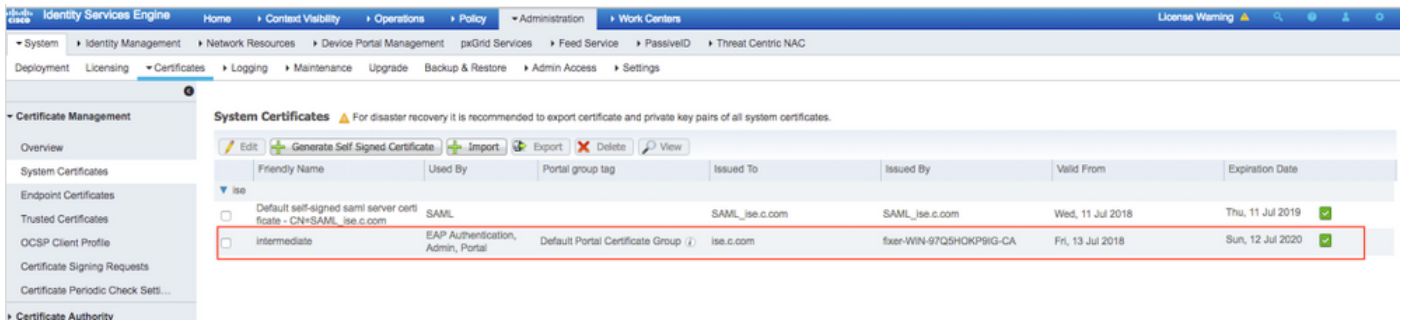 cisco Identity Services Engine Home Context Visibility Operations Policy Administration Work Centers License Warning
System Identity Management Network Resources Device Portal Management pxGrid Services Feed Service PassiveID Threat Centric NAC
Deployment Licensing Certificates Logging Maintenance Upgrade Backup & Restore Admin Access Settings
Certificate Management
Overview
System Certificates
Endpoint Certificates
Trusted Certificates
OCSP Client Profile
Certificate Signing Requests
Certificate Periodic Check Setti...
Certificate Authority
System Certificates For disaster recovery it is recommended to export certificate and private key pairs of all system certificates.
Edit Generate Self Signed Certificate Import Export Delete View
Friendly Name Used By Portal group tag Issued To Issued By Valid From Expiration Date
ise
Default self-signed saml server certi
ficate - CN=SAML_ise.c.com SAML SAML_ise.c.com SAML_ise.c.com Wed, 11 Jul 2018 Thu, 11 Jul 2019
intermediate EAP Authentication,
Admin, Portal Default Portal Certificate Group i ise.c.com fixer-WIN-97Q5HOKP9IG-CA Fri, 13 Jul 2018 Sun, 12 Jul 2020